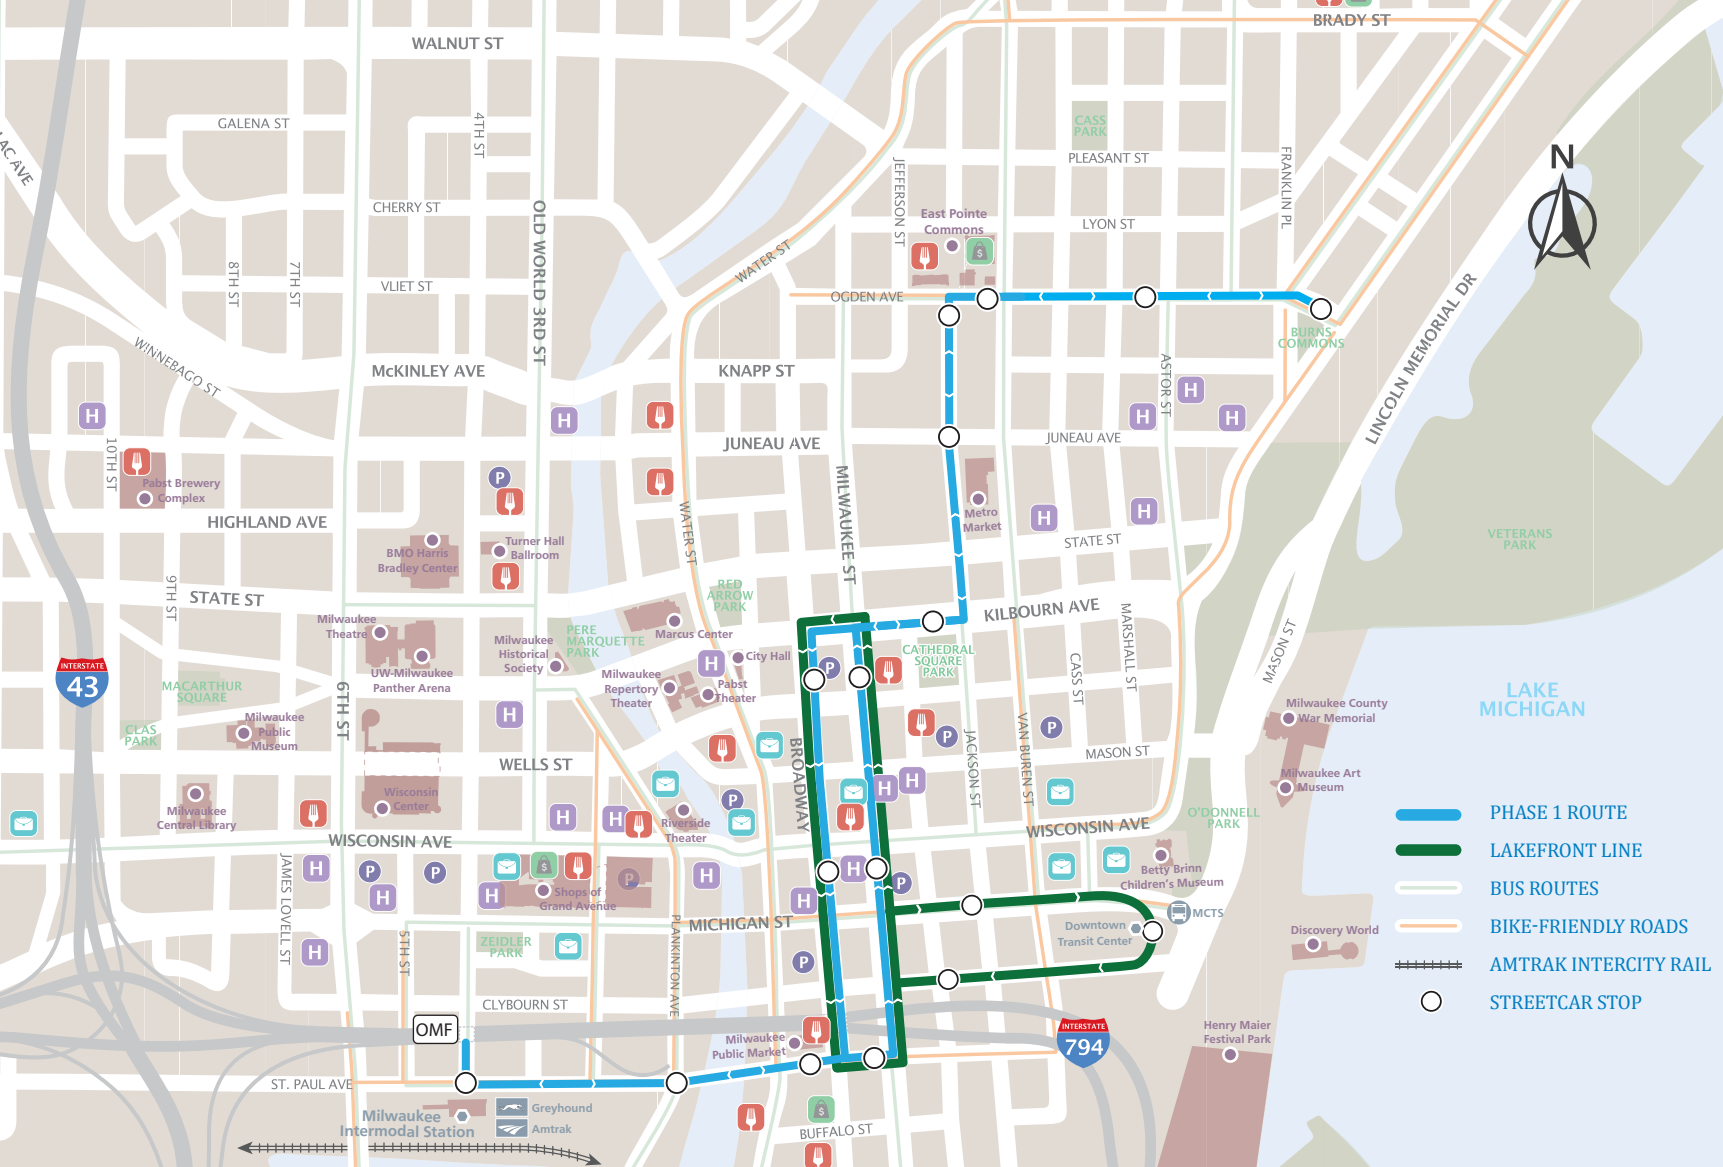 BRADY ST
WALNUT ST
GALENA ST
4TH ST
LAC AVE
CASS
PARK
PLEASANT ST
JEFFERSON ST
FRANKLIN PL
N
CHERRY ST
OLD WORLD 3RD ST
East Pointe
Commons
LYON ST
WATER ST
8TH ST
7TH ST
VLIET ST
OGDEN AVE
BURNS
COMMONS
LINCOLN MEMORIAL DR
WINNEBAGO ST
McKINLEY AVE
KNAPP ST
ASTOR ST
H
H
H
H
H
JUNEAU AVE
JUNEAU AVE
10TH ST
Pabst Brewery
Complex
P
MILWAUKEE ST
WATER ST
Metro
Market
H
H
HIGHLAND AVE
BMO Harris
Bradley Center
Turner Hall
Ballroom
STATE ST
VETERANS
PARK
9TH ST
STATE ST
RED
ARROW
PARK
KILBOURN AVE
MARSHALL ST
Milwaukee
Theatre
Milwaukee
Historical
Society
PERE
MARQUETTE
PARK
Marcus Center
MASON ST
INTERSTATE
43
UW-Milwaukee
Panther Arena
Milwaukee
Repertory
Theater
H
City Hall
Pabst
Theater
P
CATHEDRAL
SQUARE
PARK
CASS ST
MACARTHUR
SQUARE
6TH ST
LAKE
MICHIGAN
CLAS
PARK
Milwaukee
Public
Museum
H
BROADWAY
P
JACKSON ST
VAN BUREN ST
P
MASON ST
Milwaukee County
War Memorial
WELLS ST
Milwaukee Art
Museum
Milwaukee
Central Library
Wisconsin
Center
H
H
Riverside
Theater
P
H
H
O'DONNELL
PARK
WISCONSIN AVE
WISCONSIN AVE
PHASE 1 ROUTE
LAKEFRONT LINE
BUS ROUTES
BIKE-FRIENDLY ROADS
AMTRAK INTERCITY RAIL
STREETCAR STOP
JAMES LOVELL ST
H
P
H
P
H
Shops of
Grand Avenue
P
H
H
H
P
Betty Brinn
Children's Museum
PLANKINTON AVE
MICHIGAN ST
MCTS
Downtown
Transit Center
Discovery World
H
5TH ST
ZEIDLER
PARK
P
CLYBOURN ST
OMF
Milwaukee
Public Market
INTERSTATE
794
Henry Maier
Festival Park
ST. PAUL AVE
Milwaukee
Intermodal Station
Greyhound
Amtrak
BUFFALO ST